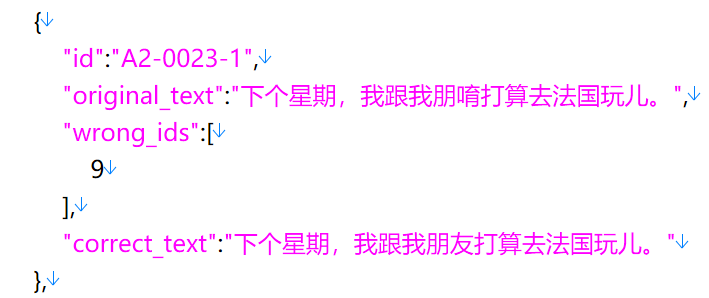 {
"id":"A2-0023-1",
"original_text":"下个星期，我跟我朋唷打算去法国玩儿。",
"wrong_ids":[
9
],
"correct_text":"下个星期，我跟我朋友打算去法国玩儿。"
},